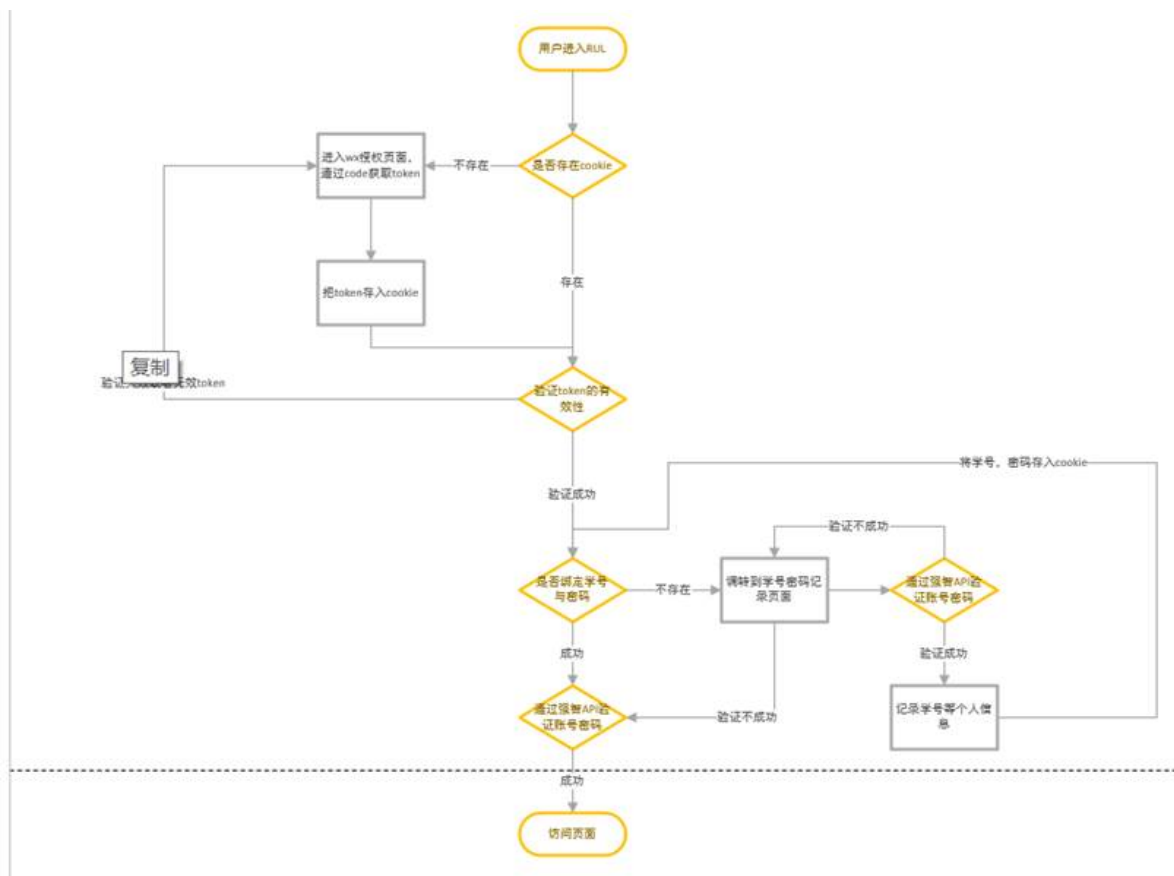 用户进入RUL
是否存在cookie
不存在
进入wx授权页面,
通过code获取token
存在
把token存入cookie
复制
验证
效token
验证token的有
效性
将学号、密码存入cookie
验证成功
验证不成功
是否绑定学号
与密码
不存在
调转到学号密码记
录页面
通过强智API验
证账号密码
成功
验证成功
通过强智API验
证账号密码
验证不成功
记录学号等个人信
息
成功
访问页面